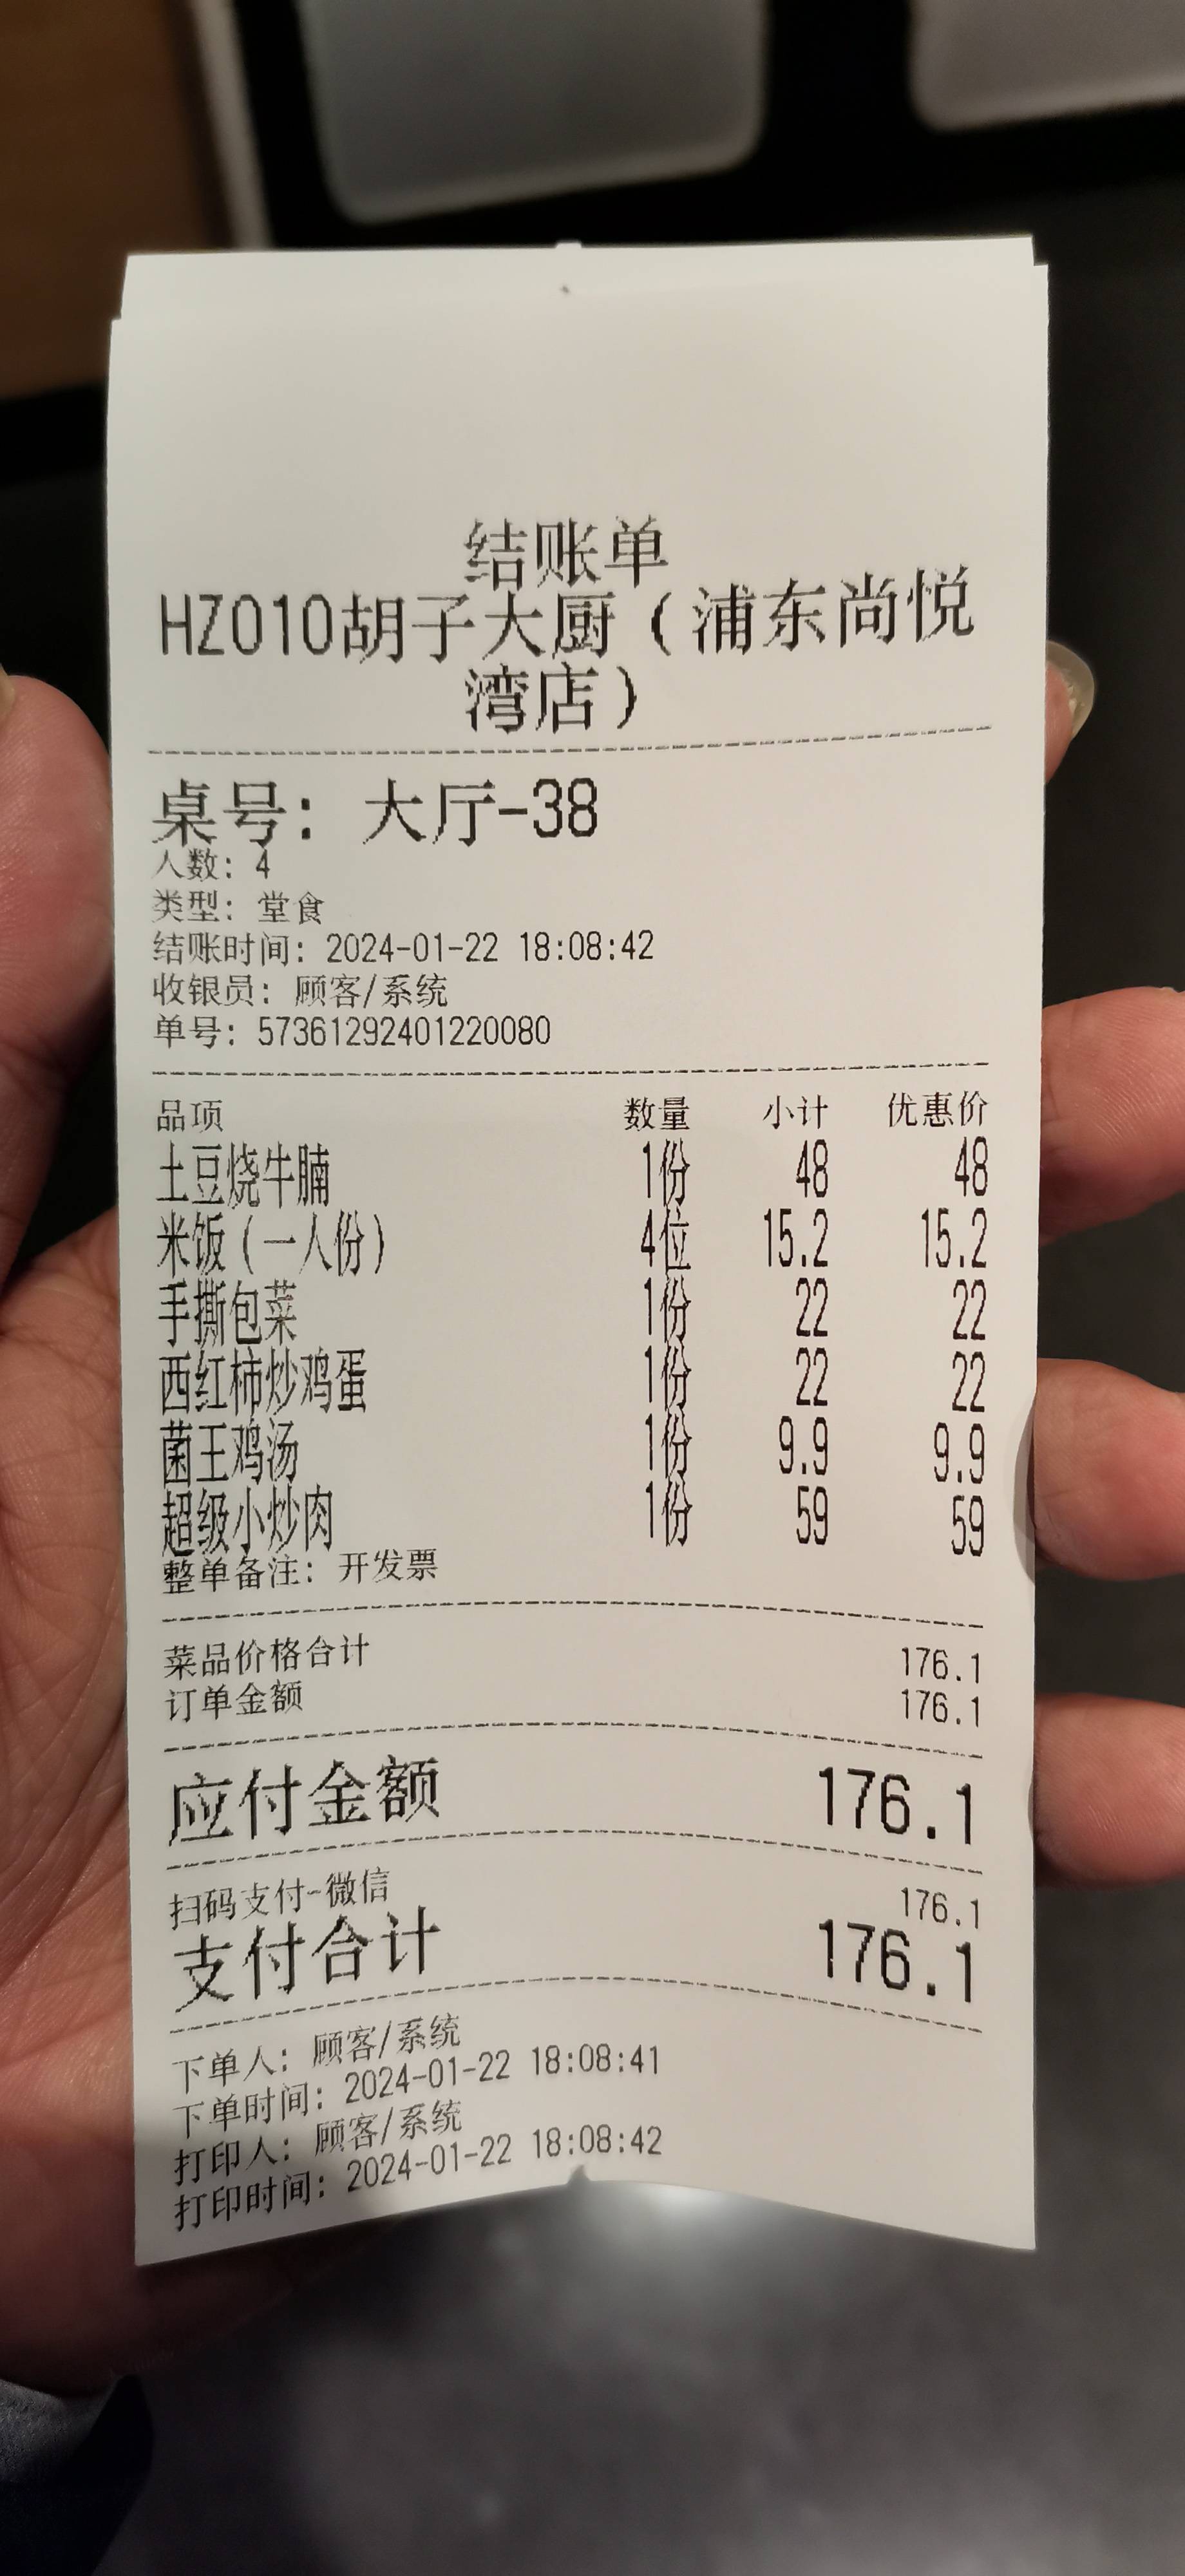 结账单
HZ010胡子大厨（浦东尚悦
湾店）
桌号：大厅-38
人数：4
类型：堂食
结账时间：2024-01-22 18:08:42
收银员：顾客/系统
单号：57361292401220080
品项 数量 小计 优惠价
土豆烧牛腩 1份 48 48
米饭（一人份） 4位 15.2 15.2
手撕包菜 1份 22 22
西红柿炒鸡蛋 1份 22 22
菌王鸡汤 1份 9.9 9.9
超级小炒肉 1份 59 59
整单备注：开发票
菜品价格合计 176.1
订单金额 176.1
应付金额 176.1
扫码支付-微信 176.1
支付合计 176.1
下单人：顾客/系统
下单时间：2024-01-22 18:08:41
打印人：顾客/系统
打印时间：2024-01-22 18:08:42